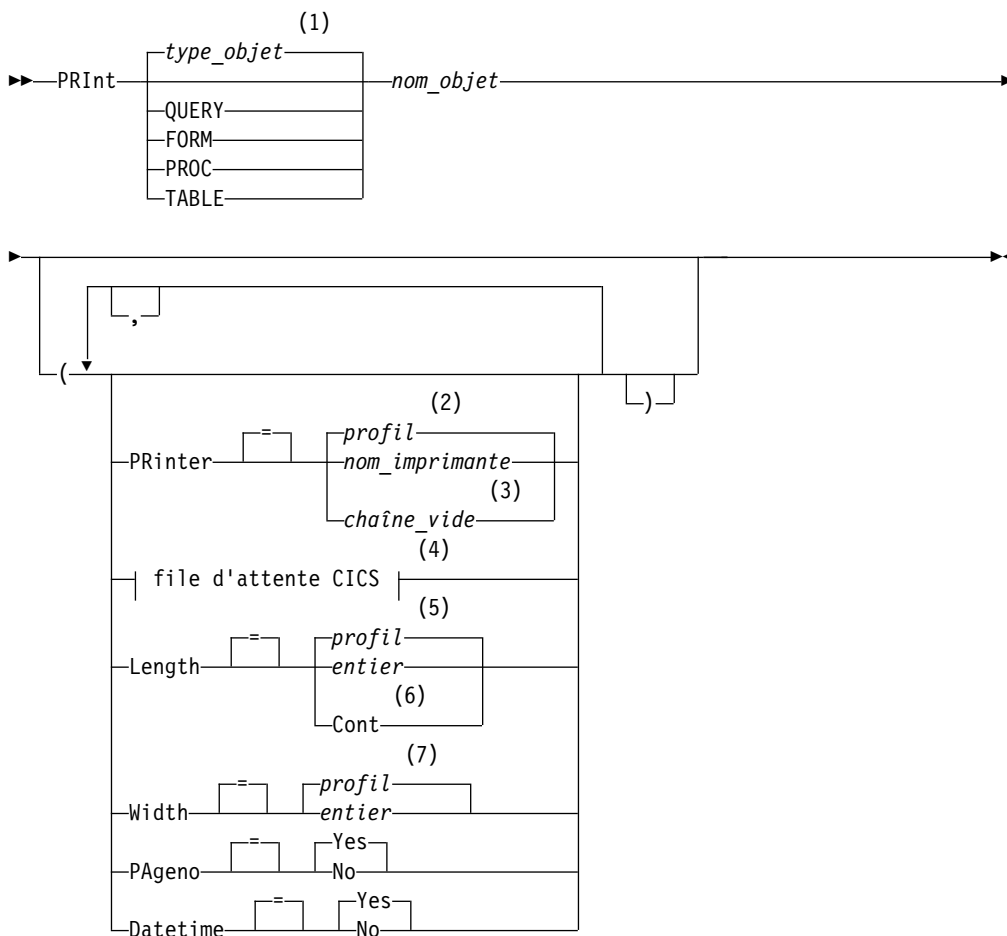 (1)
type_objet
PRInt nom_objet
QUERY
FORM
PROC
TABLE
,
( )
(2)
= profil
PRinter nom_imprimante
(3)
chaîne_vide
(4)
file d'attente CICS
(5)
= profil
Length entier
(6)
Cont
(7)
= profil
Width entier
= Yes
PAgeno No
= Yes
Datetime No